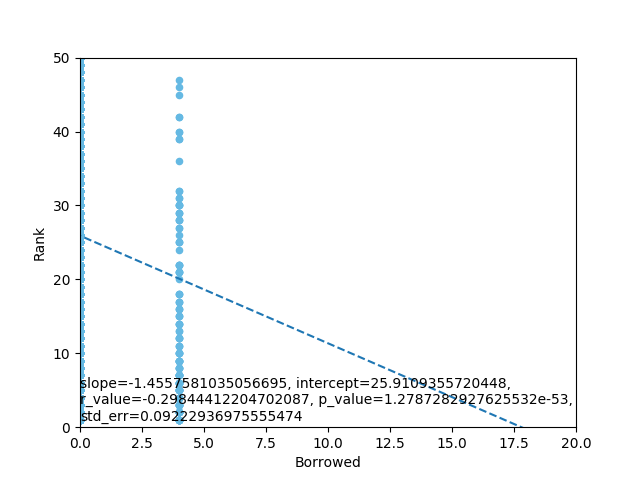 50
40
30
20
10
0
Rank
slope=-1.4557581035056695, intercept=25.9109355720448,
r_value=-0.29844412204702087, p_value=1.2787282927625532e-53,
std_err=0.09222936975555474
0.0 2.5 5.0 7.5 10.0 12.5 15.0 17.5 20.0
Borrowed